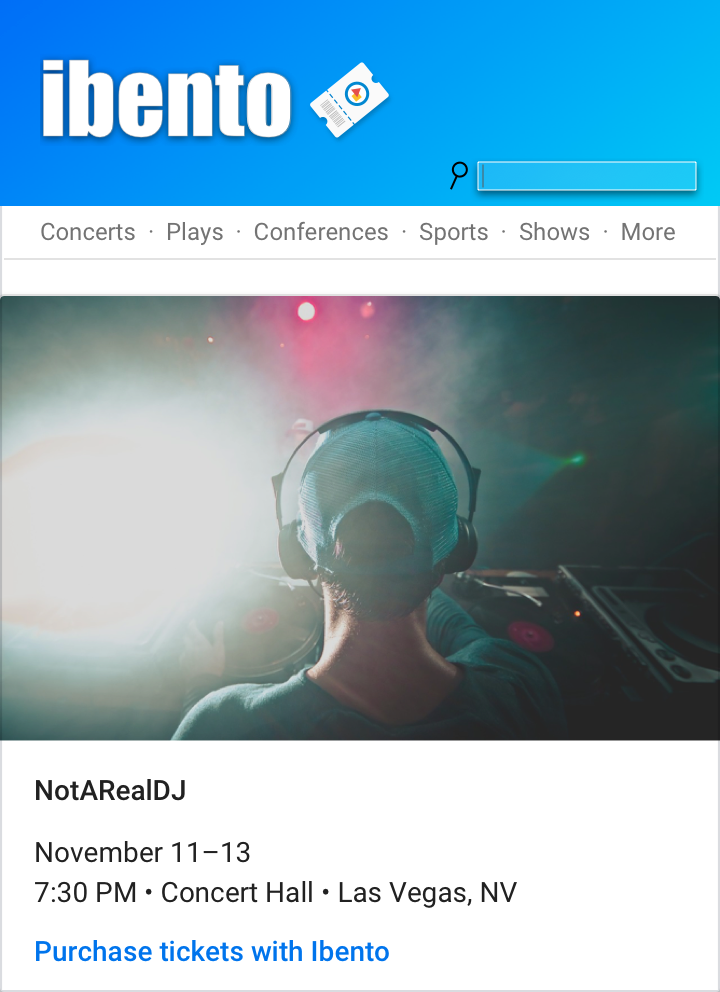 ibento
Concerts · Plays · Conferences · Sports · Shows · More
NotARealDJ
November 11–13
7:30 PM • Concert Hall • Las Vegas, NV
Purchase tickets with Ibento